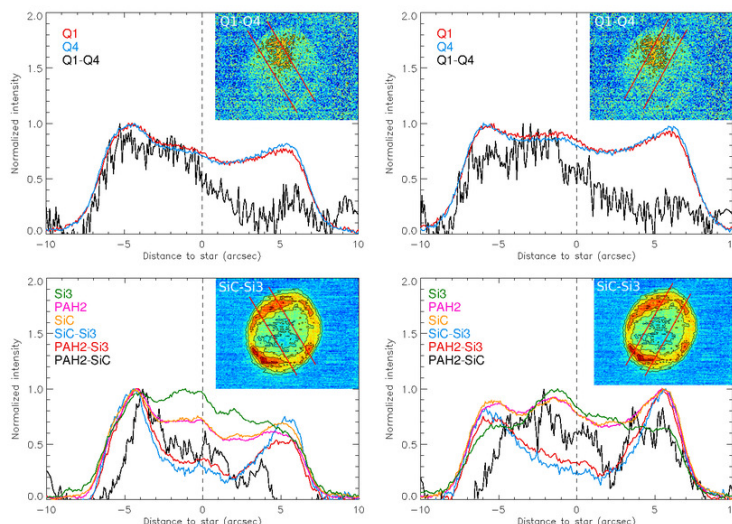 2.0
Q1
Q4
Q1-Q4
Q1-Q4
1.5
Normalized intensity
1.0
0.5
0.0
-10 -5 0 5 10
Distance to star (arcsec)
2.0
Q1
Q4
Q1-Q4
Q1-Q4
1.5
Normalized intensity
1.0
0.5
0.0
-10 -5 0 5 10
Distance to star (arcsec)
2.0
Si3
PAH2
SiC
SiC-Si3
PAH2-Si3
PAH2-SiC
SiC-Si3
1.5
Normalized intensity
1.0
0.5
0.0
-10 -5 0 5 10
Distance to star (arcsec)
2.0
Si3
PAH2
SiC
SiC-Si3
PAH2-Si3
PAH2-SiC
SiC-Si3
1.5
Normalized intensity
1.0
0.5
0.0
-10 -5 0 5 10
Distance to star (arcsec)